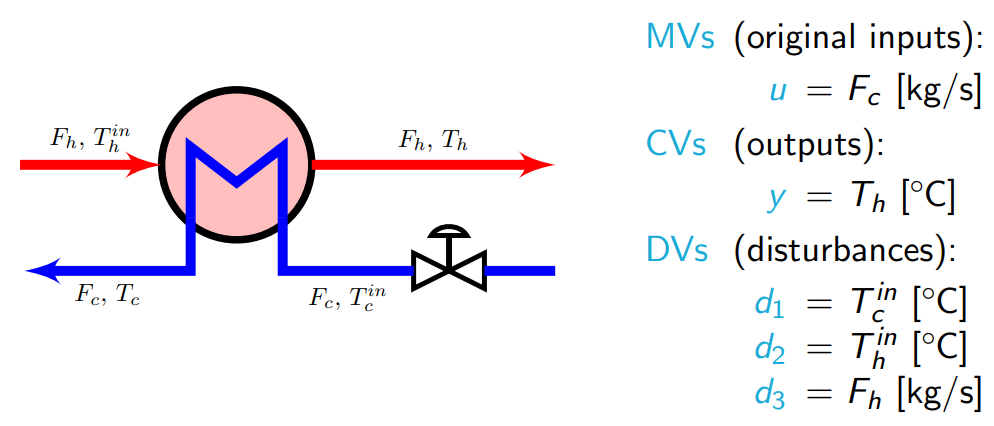 F_h, T_h^{in}
F_h, T_h
F_c, T_c
F_c, T_c^{in}
MVs (original inputs):
u = F_c [kg/s]
CVs (outputs):
y = T_h [°C]
DVs (disturbances):
d_1 = T_c^{in} [°C]
d_2 = T_h^{in} [°C]
d_3 = F_h [kg/s]